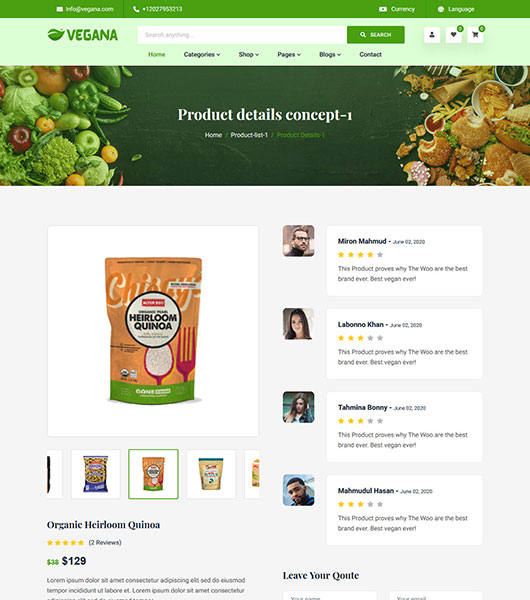 info@vegana.com
+12027953213
Currency
Language
VEGANA
Search anything...
SEARCH
0
0
Home
Categories
Shop
Pages
Blogs
Contact
Product details concept-1
Home // Product-list-1 // Product Details-1
Chisky
ALTER ECO
ORGANIC PEARL
HEIRLOOM
QUINOA
Organic Heirloom Quinoa
(2 Reviews)
$38 $129
Lorem ipsum dolor sit amet, consectetur adipiscing elit, sed do eiusmod
tempor incididunt ut labore et dolore magna aliqua. Lorem ipsum dolor
Miron Mahmud - June 02, 2020
This Product proves why The Woo are the best
brand ever. Best vegan ever!
Labonno Khan - June 02, 2020
This Product proves why The Woo are the best
brand ever. Best vegan ever!
Tahmina Bonny - June 02, 2020
This Product proves why The Woo are the best
brand ever. Best vegan ever!
Mahmudul Hasan - June 02, 2020
This Product proves why The Woo are the best
brand ever. Best vegan ever!
Leave Your Qoute
Your name
Your email